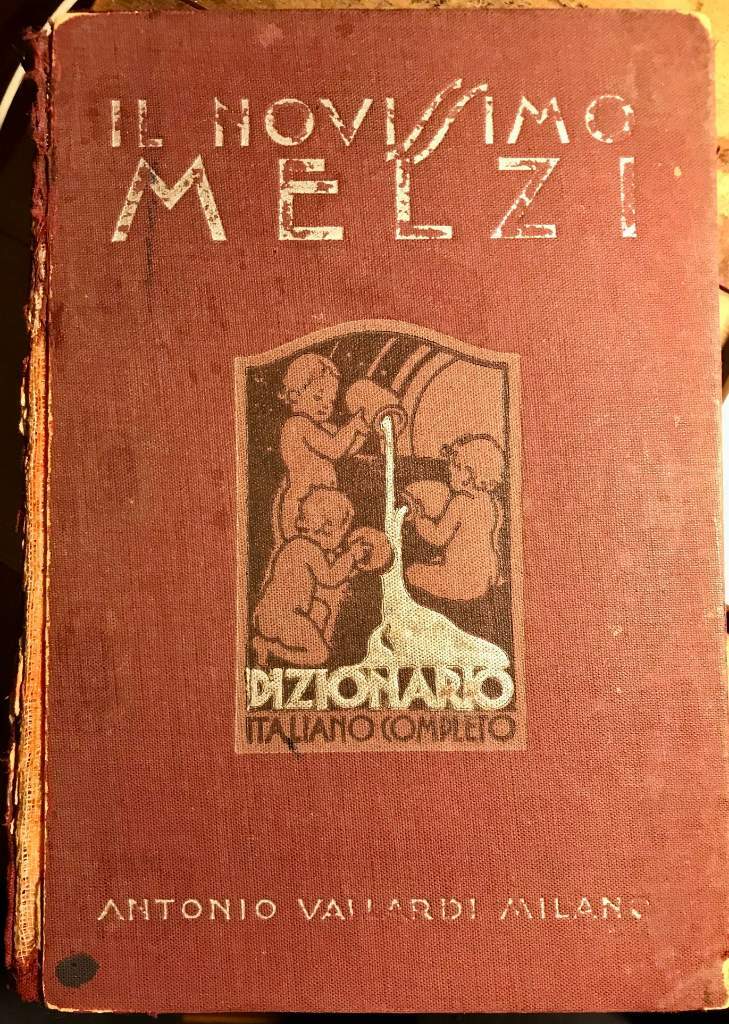 IL NOVISSIMO
MELZI
DIZIONARIO
ITALIANO COMPLETO
ANTONIO VALLARDI MILANO